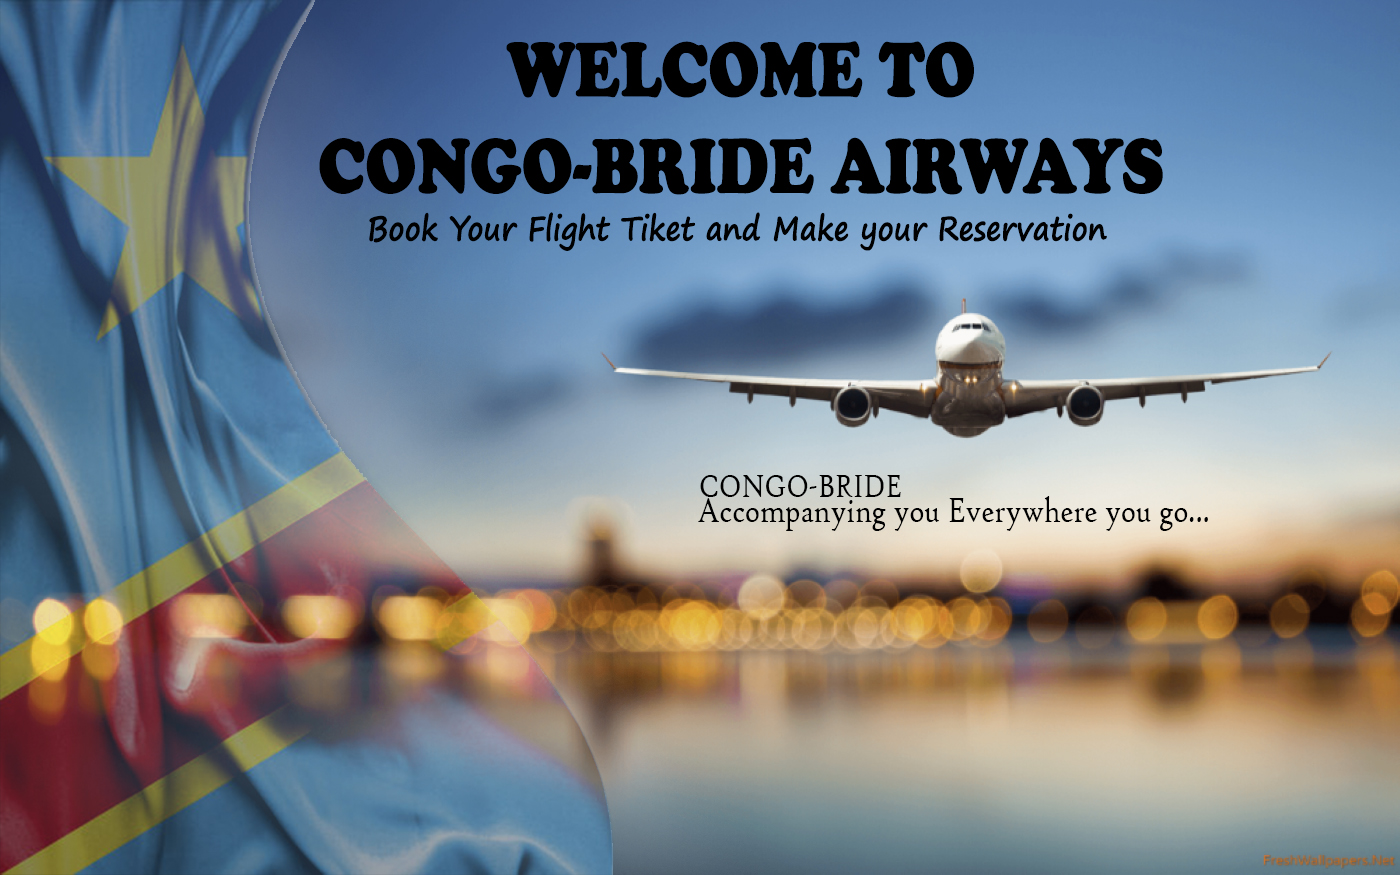 WELCOME TO
CONGO-BRIDE AIRWAYS
Book Your Flight Tiket and Make your Reservation
CONGO-BRIDE
Accompanying you Everywhere you go...
FreshWallpapers.Net